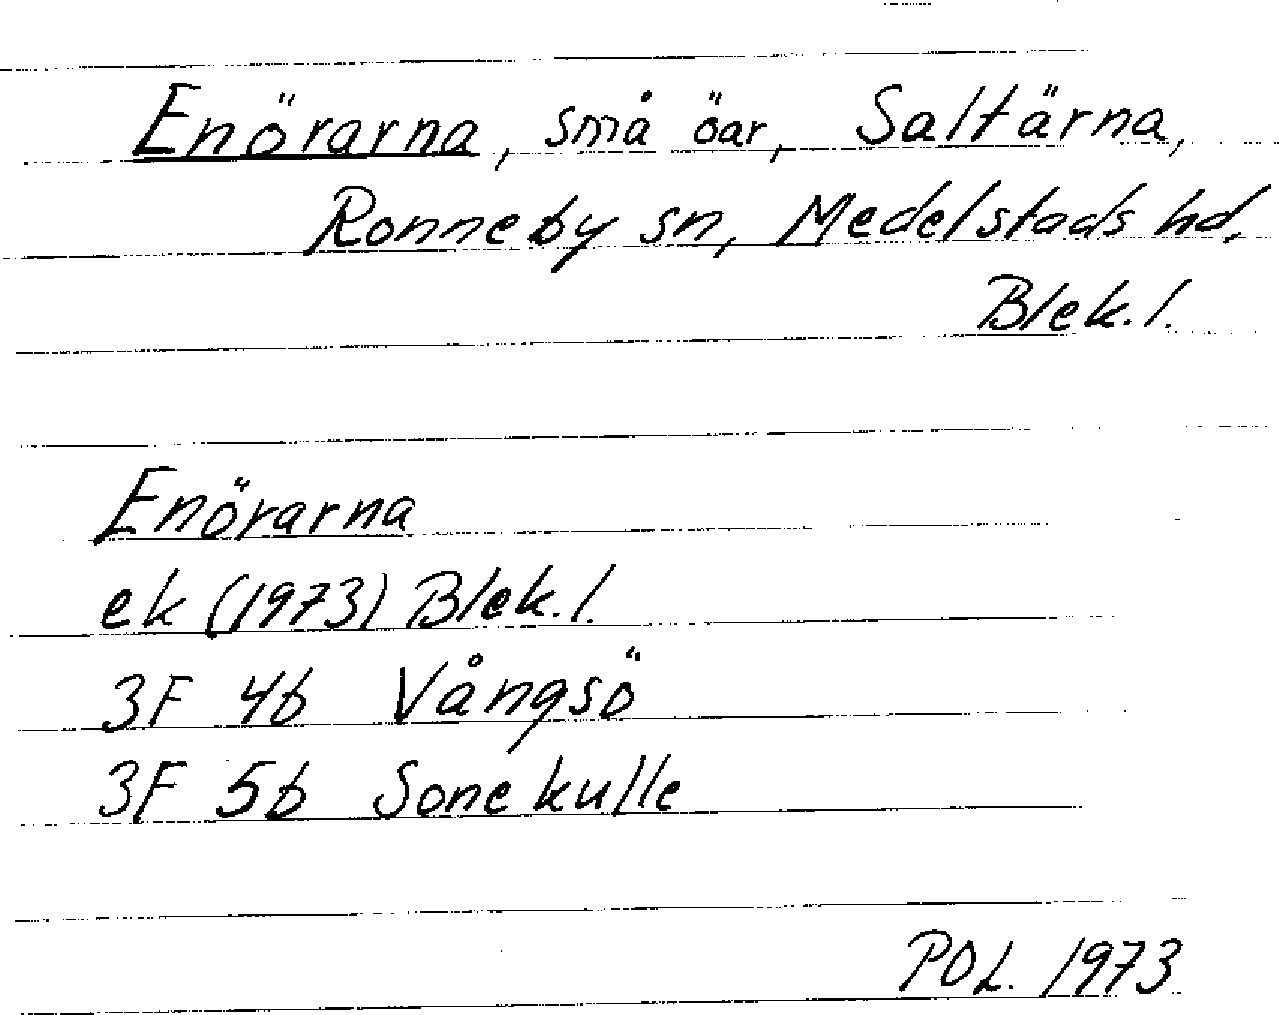 Enörarna, små öar, Saltärna,
Ronneby sn, Medelstads hd,
Blek. l.
Enörarna
ek (1973) Blek. l.
3F 4b Vångsö
3F 5b Sonekulle
POL. 1973